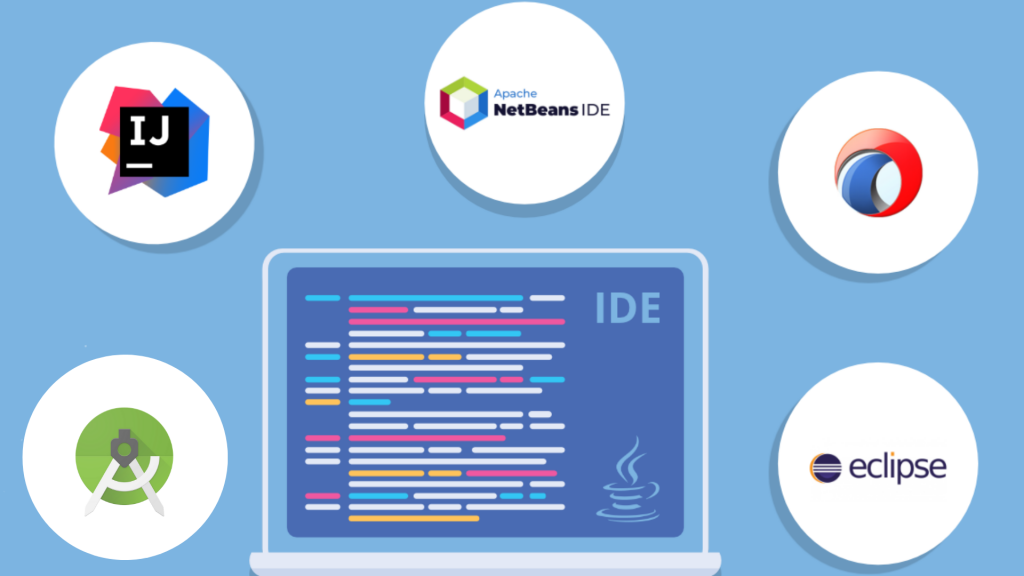 Apache
NetBeans IDE
IJ
IDE
eclipse